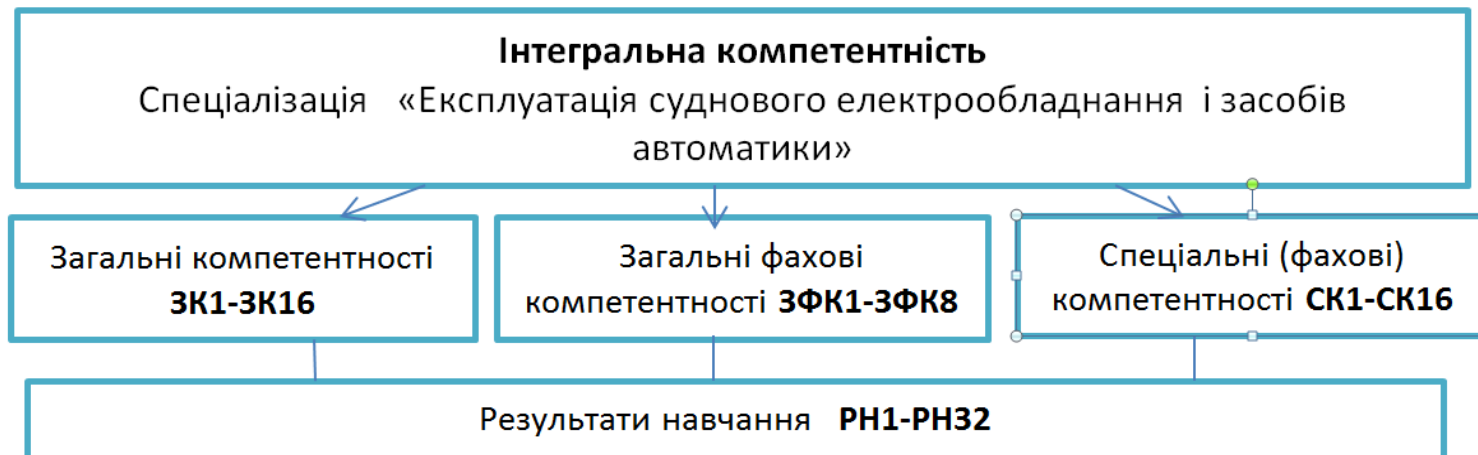 Інтегральна компетентність
Спеціалізація «Експлуатація суднового електрообладнання і засобів
автоматики»
Загальні компетентності
ЗК1-ЗК16
Загальні фахові
компетентності ЗФК1-ЗФК8
Спеціальні (фахові)
компетентності СК1-СК16
Результати навчання РН1-РН32